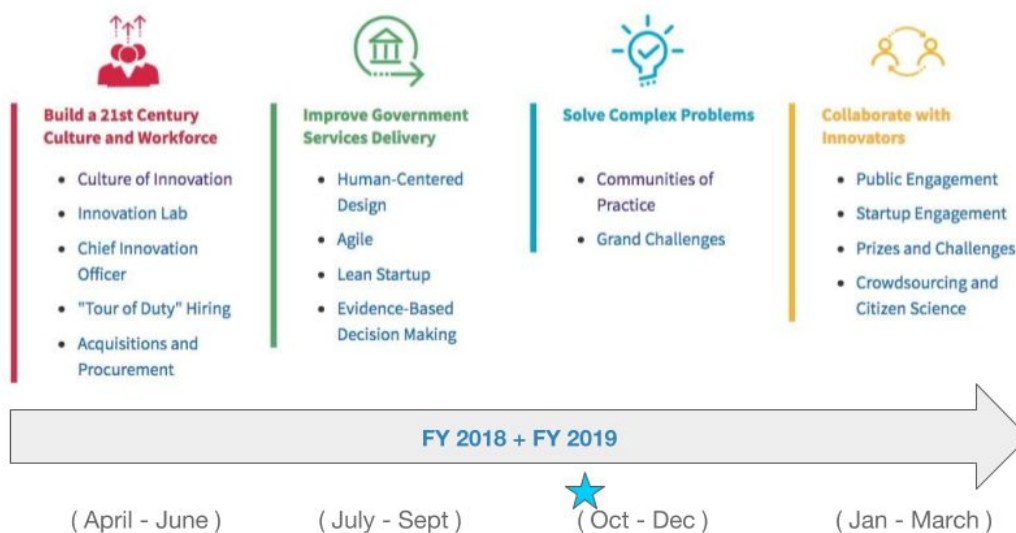 Build a 21st Century
Culture and Workforce
• Culture of Innovation
• Innovation Lab
• Chief Innovation
Officer
• "Tour of Duty" Hiring
• Acquisitions and
Procurement
Improve Government
Services Delivery
• Human-Centered
Design
• Agile
• Lean Startup
• Evidence-Based
Decision Making
Solve Complex Problems
• Communities of
Practice
• Grand Challenges
Collaborate with
Innovators
• Public Engagement
• Startup Engagement
• Prizes and Challenges
• Crowdsourcing and
Citizen Science
FY 2018 + FY 2019
( April - June )
( July - Sept )
( Oct - Dec )
( Jan - March )